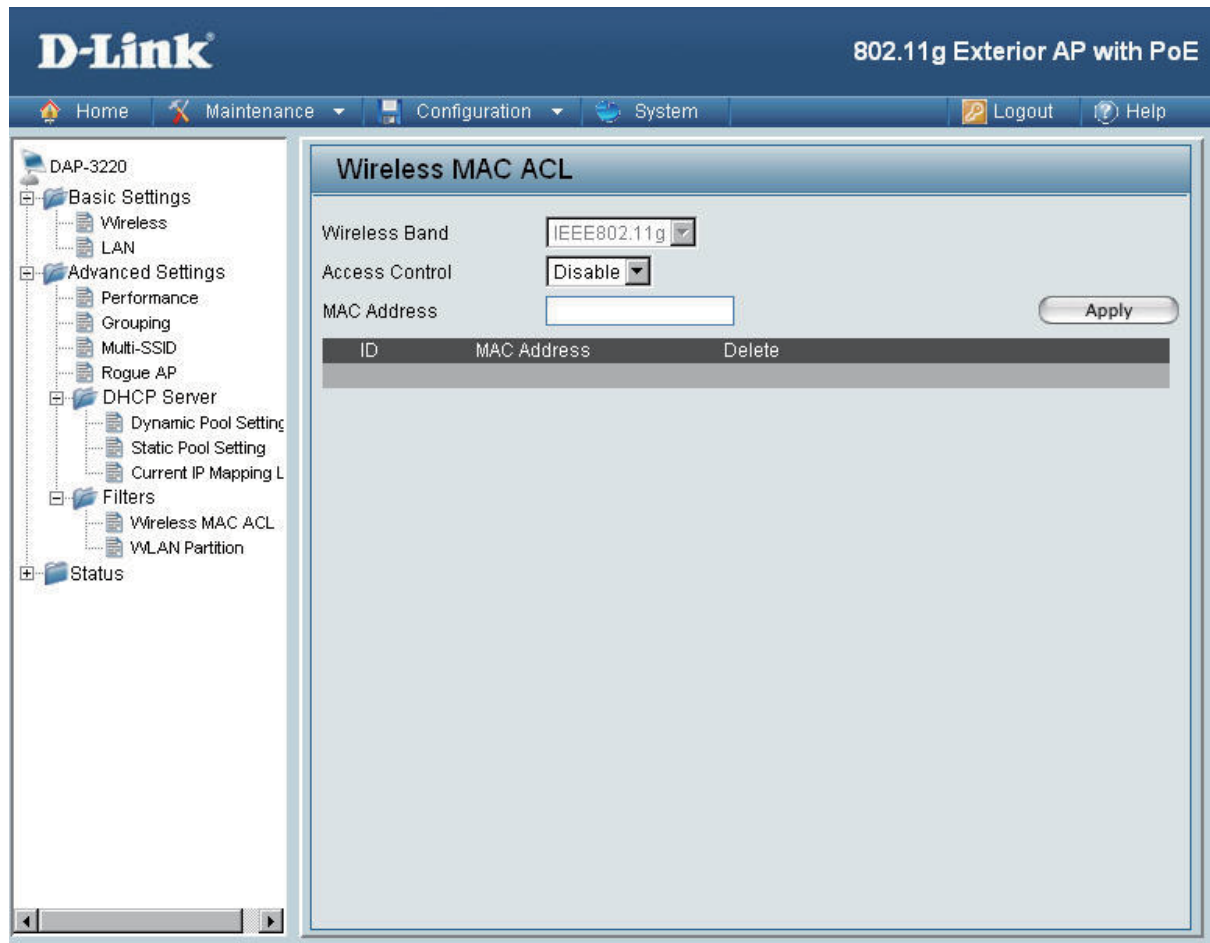 D-Link
802.11g Exterior AP with PoE
Home Maintenance Configuration System Logout Help
DAP-3220
Basic Settings
Wireless
LAN
Advanced Settings
Performance
Grouping
Multi-SSID
Rogue AP
DHCP Server
Dynamic Pool Setting
Static Pool Setting
Current IP Mapping L
Filters
Wireless MAC ACL
WLAN Partition
Status
Wireless MAC ACL
Wireless Band IEEE802.11g
Access Control Disable
MAC Address Apply
ID MAC Address Delete